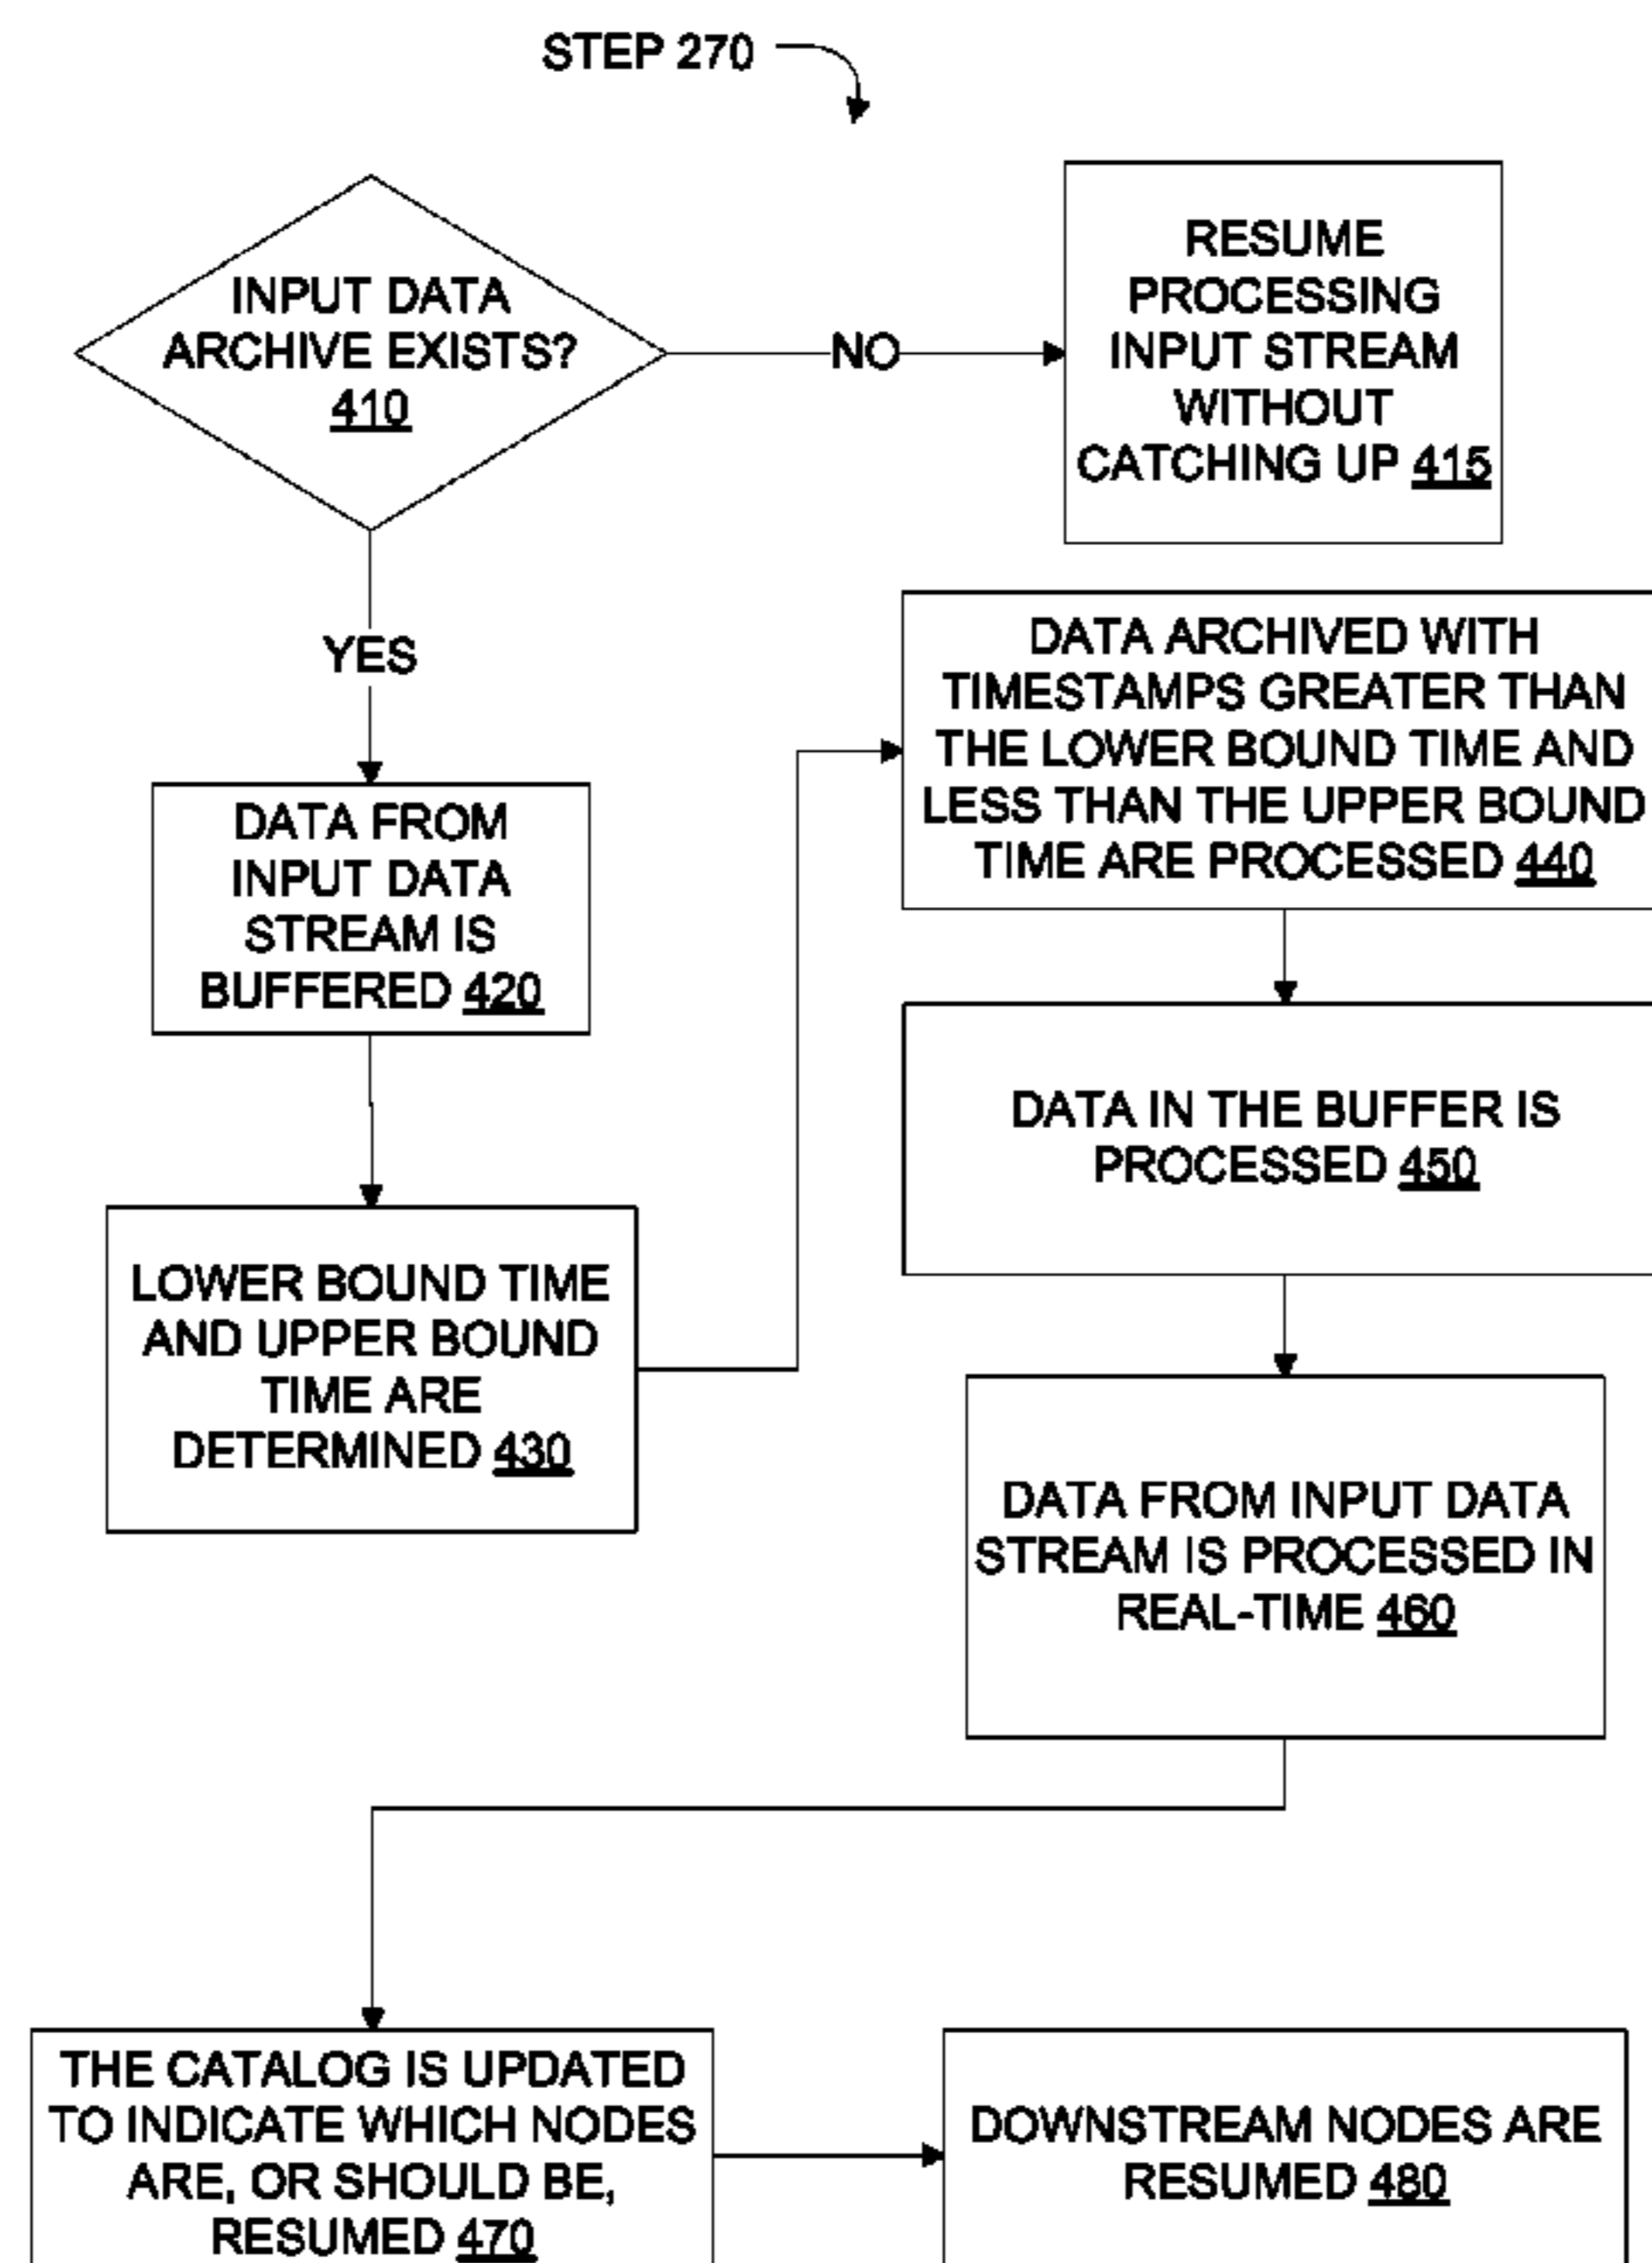 STEP 270
INPUT DATA
ARCHIVE EXISTS?
410
NO
RESUME
PROCESSING
INPUT STREAM
WITHOUT
CATCHING UP 415
YES
DATA FROM
INPUT DATA
STREAM IS
BUFFERED 420
LOWER BOUND TIME
AND UPPER BOUND
TIME ARE
DETERMINED 430
DATA ARCHIVED WITH
TIMESTAMPS GREATER THAN
THE LOWER BOUND TIME AND
LESS THAN THE UPPER BOUND
TIME ARE PROCESSED 440
DATA IN THE BUFFER IS
PROCESSED 450
DATA FROM INPUT DATA
STREAM IS PROCESSED IN
REAL-TIME 460
THE CATALOG IS UPDATED
TO INDICATE WHICH NODES
ARE, OR SHOULD BE,
RESUMED 470
DOWNSTREAM NODES ARE
RESUMED 480